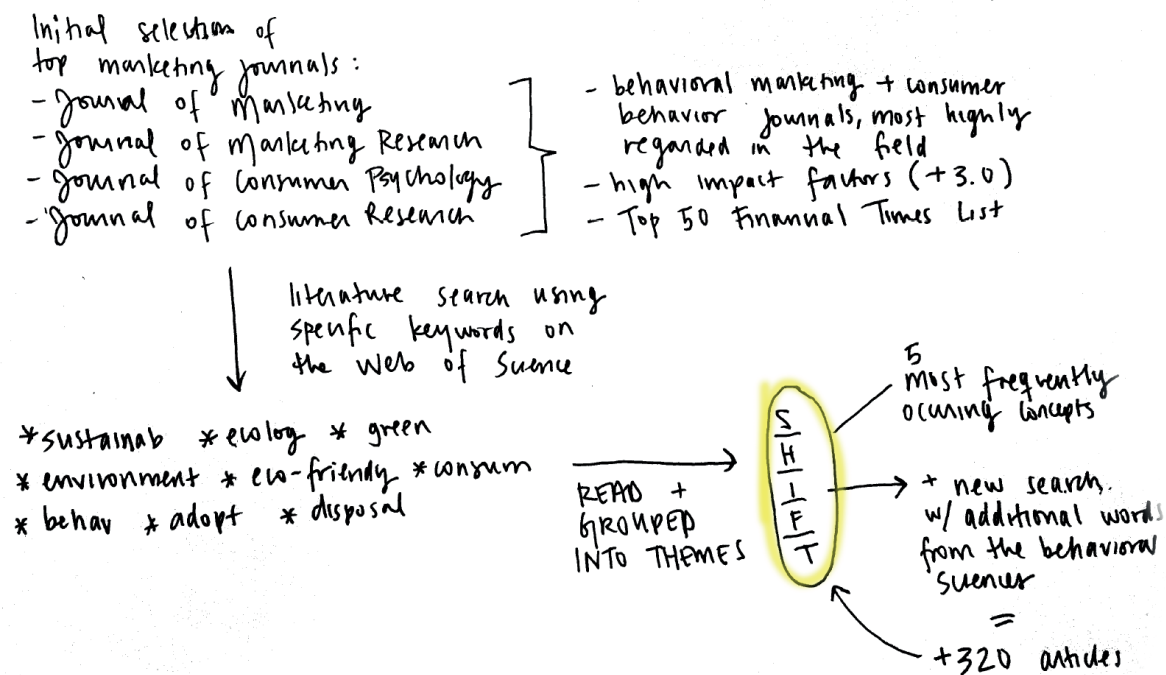 Initial selection of
top marketing journals:
- Journal of Marketing
- Journal of Marketing Research
- Journal of Consumer Psychology
- Journal of Consumer Research
- behavioral marketing + consumer
behavior journals, most highly
regarded in the field
- high impact factors (+3.0)
- Top 50 Financial Times List
literature search using
specific keywords on
the Web of Science
* sustainab * ecolog * green
* environment * eco-friendy * consum
* behav * adopt * disposal
READ +
GROUPED
INTO THEMES
S
H
I
F
T
5
most frequently
occuring concepts
+ new search
w/ additional words
from the behavioral
sciences
=
+320 articles